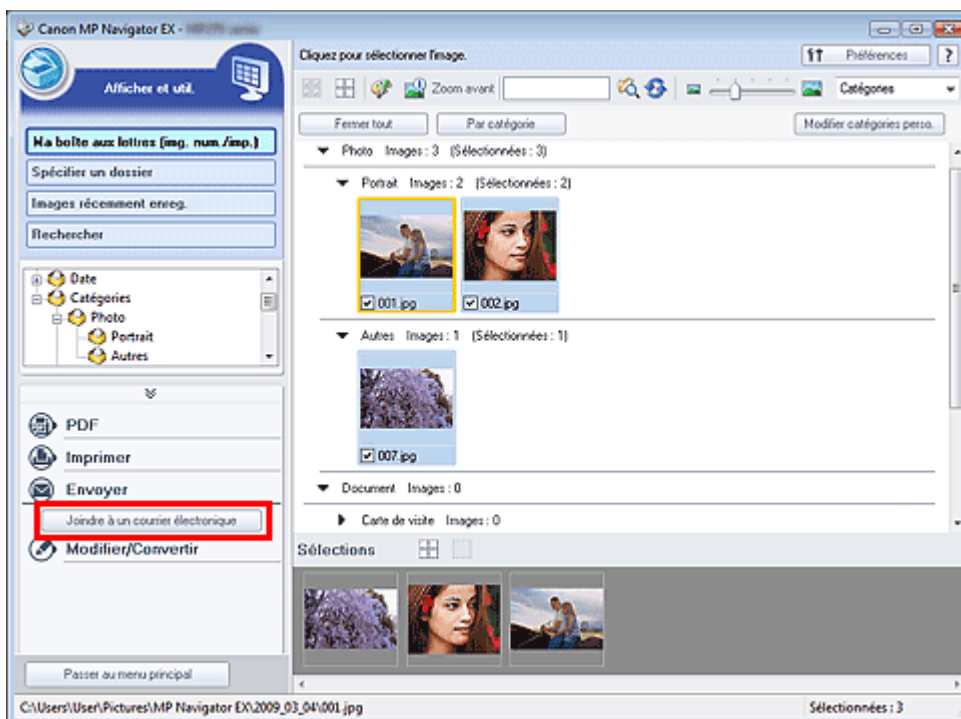 Canon MP Navigator EX -
Cliquez pour sélectionner l'image.
Préférences
?
Afficher et util.
Zoom avant
Catégories
Fermer tout
Par catégorie
Modifier catégories perso.
Ma boîte aux lettres (img. num./imp.)
Spécifier un dossier
Images récemment enreg.
Rechercher
Date
Catégories
Photo
Portrait
Autres
Photo Images : 3 (Sélectionnées : 3)
Portrait Images : 2 (Sélectionnées : 2)
001.jpg
002.jpg
Autres Images : 1 (Sélectionnées : 1)
007.jpg
Document Images : 0
Carte de visite Images : 0
PDF
Imprimer
Envoyer
Joindre à un courrier électronique
Modifier/Convertir
Sélections
Passer au menu principal
C:\Users\User\Pictures\MP Navigator EX\2009_03_04\001.jpg
Sélectionnées : 3